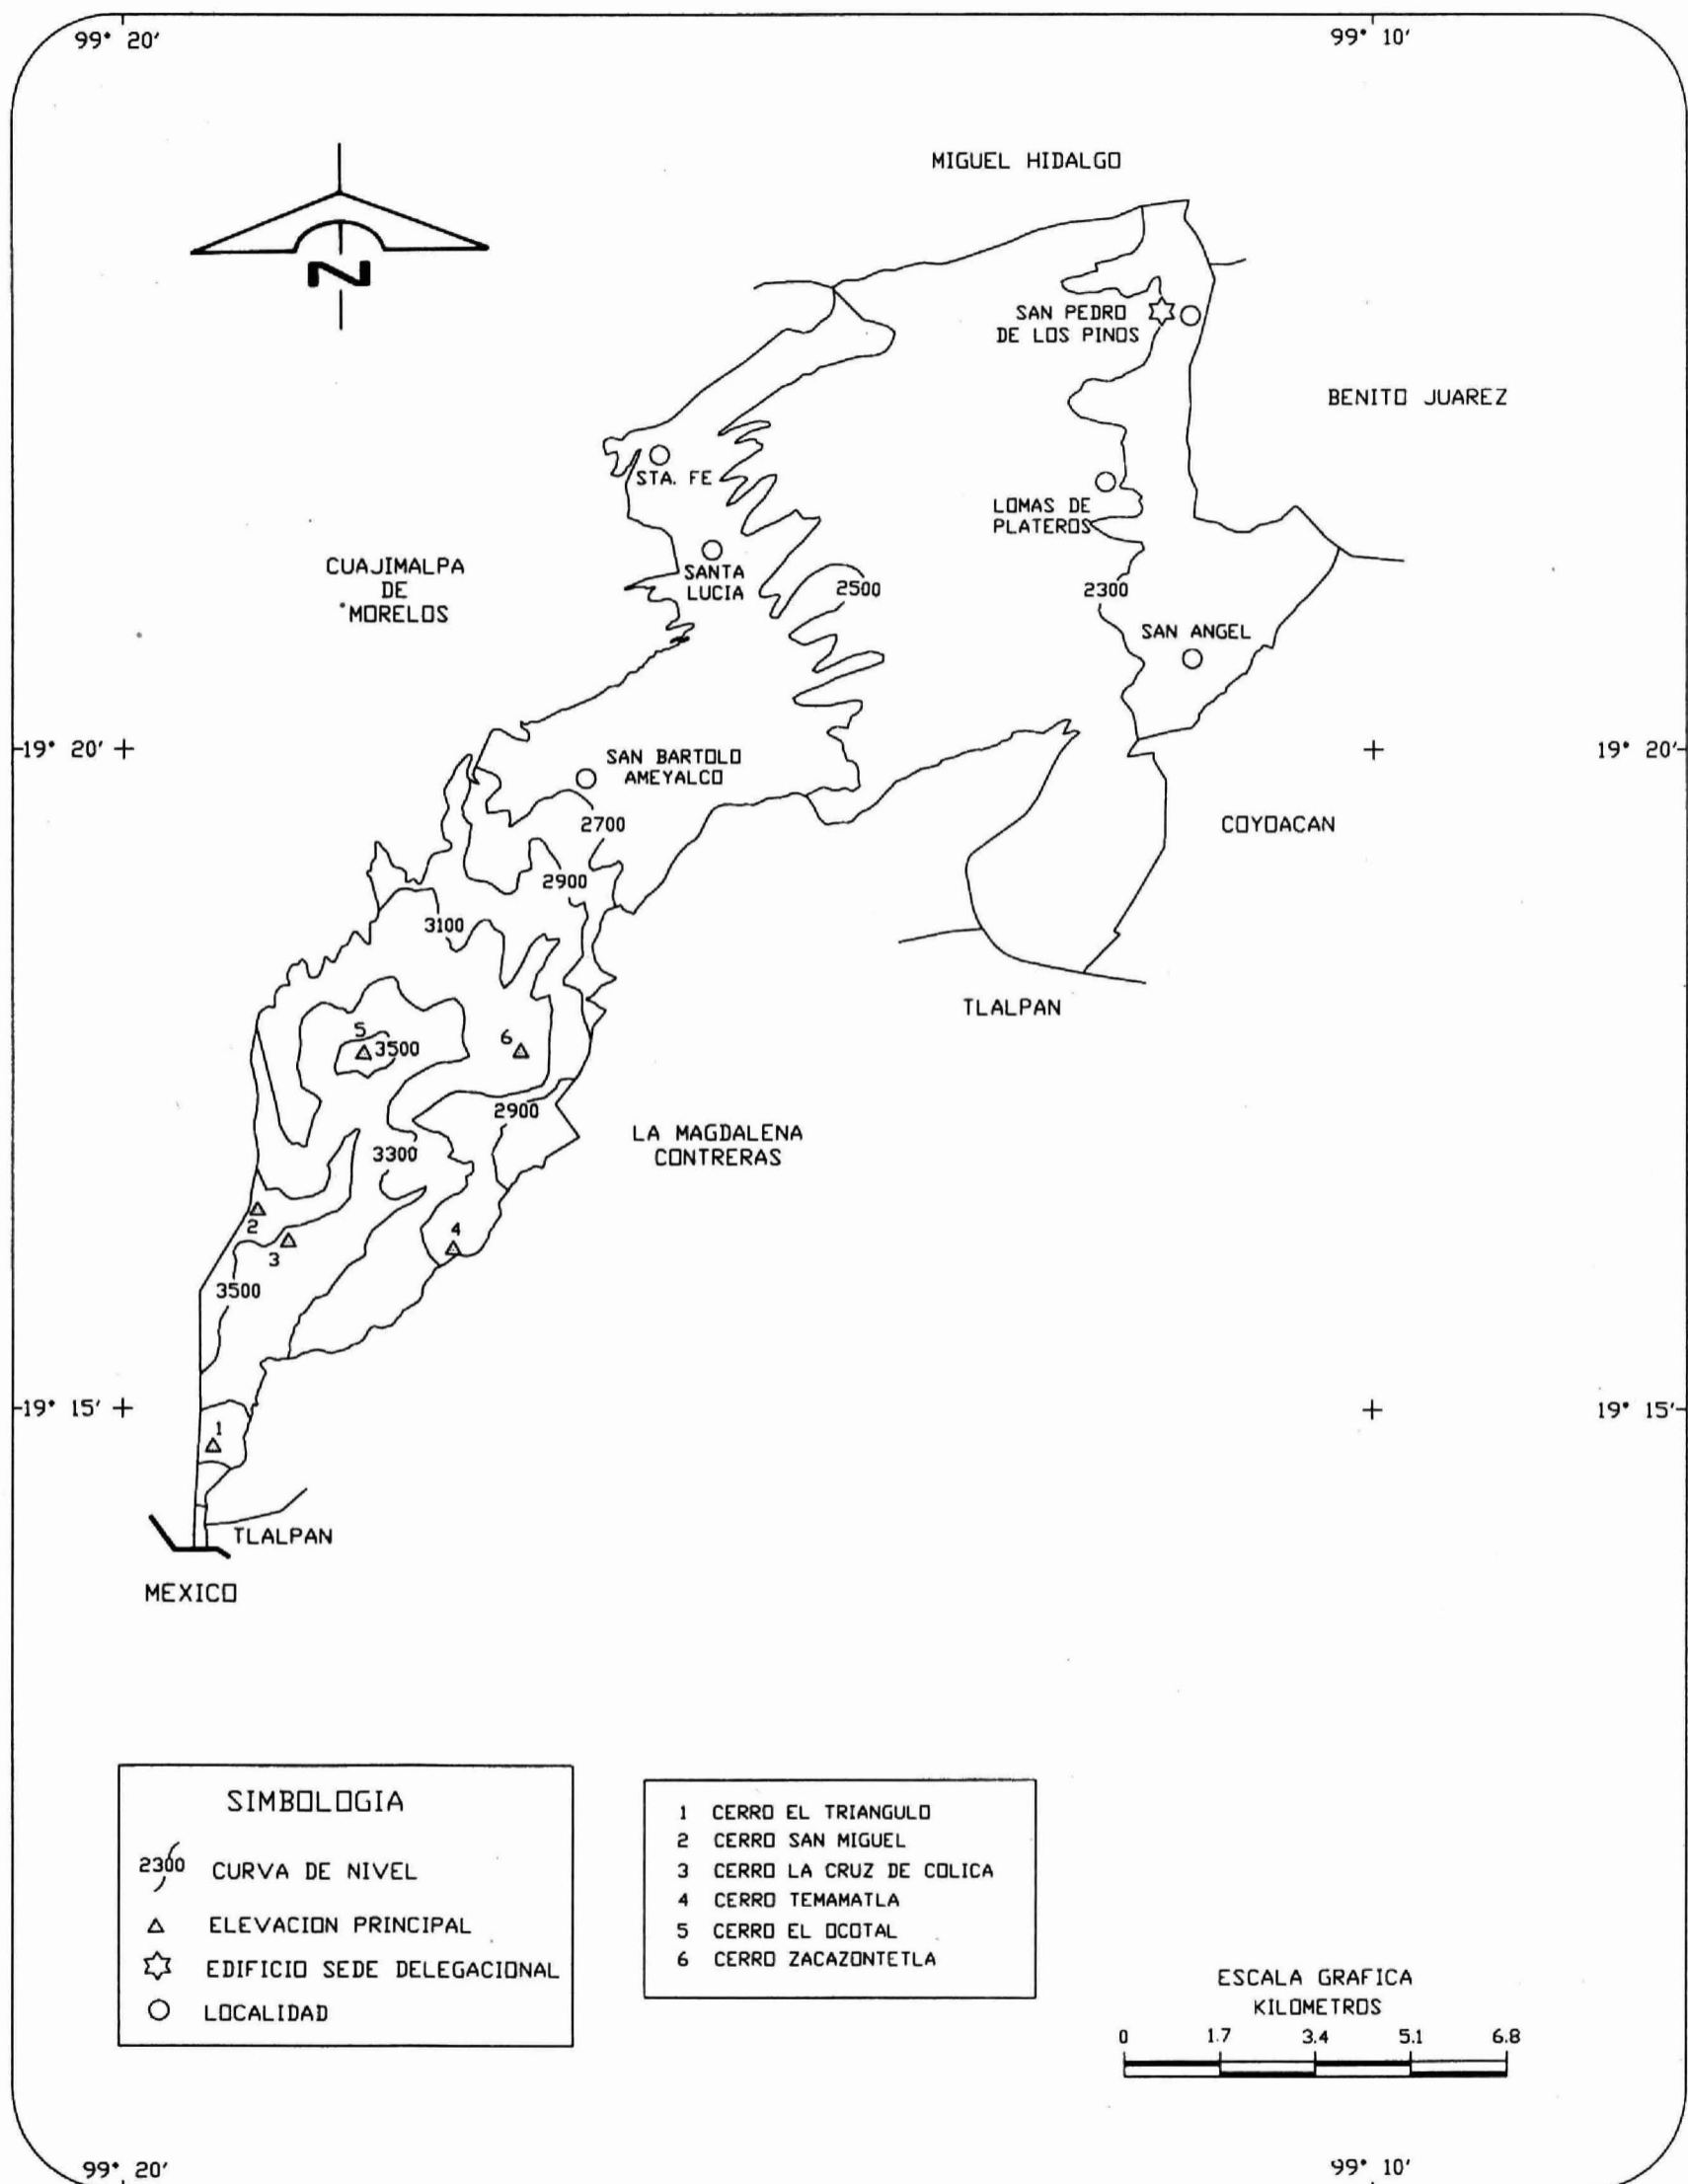 99° 20′
99° 10′
MIGUEL HIDALGO
N
SAN PEDRO
DE LOS PINOS
BENITO JUAREZ
STA. FE
LOMAS DE
PLATEROS
CUAJIMALPA
DE
MORELOS
SANTA
LUCIA
2500
2300
SAN ANGEL
19° 20′
19° 20′
SAN BARTOLO
AMEYALCO
2700
COYOACAN
2900
3100
TLALPAN
5
3500
6
2900
LA MAGDALENA
CONTRERAS
3300
2
3
4
3500
19° 15′
19° 15′
1
TLALPAN
MEXICO
SIMBOLOGIA
2300 CURVA DE NIVEL
ELEVACION PRINCIPAL
EDIFICIO SEDE DELEGACIONAL
LOCALIDAD
1 CERRO EL TRIANGULO
2 CERRO SAN MIGUEL
3 CERRO LA CRUZ DE COLICA
4 CERRO TEMAMATLA
5 CERRO EL OCOTAL
6 CERRO ZACAZONTETLA
ESCALA GRAFICA
KILOMETROS
0 1.7 3.4 5.1 6.8
99° 20′
99° 10′